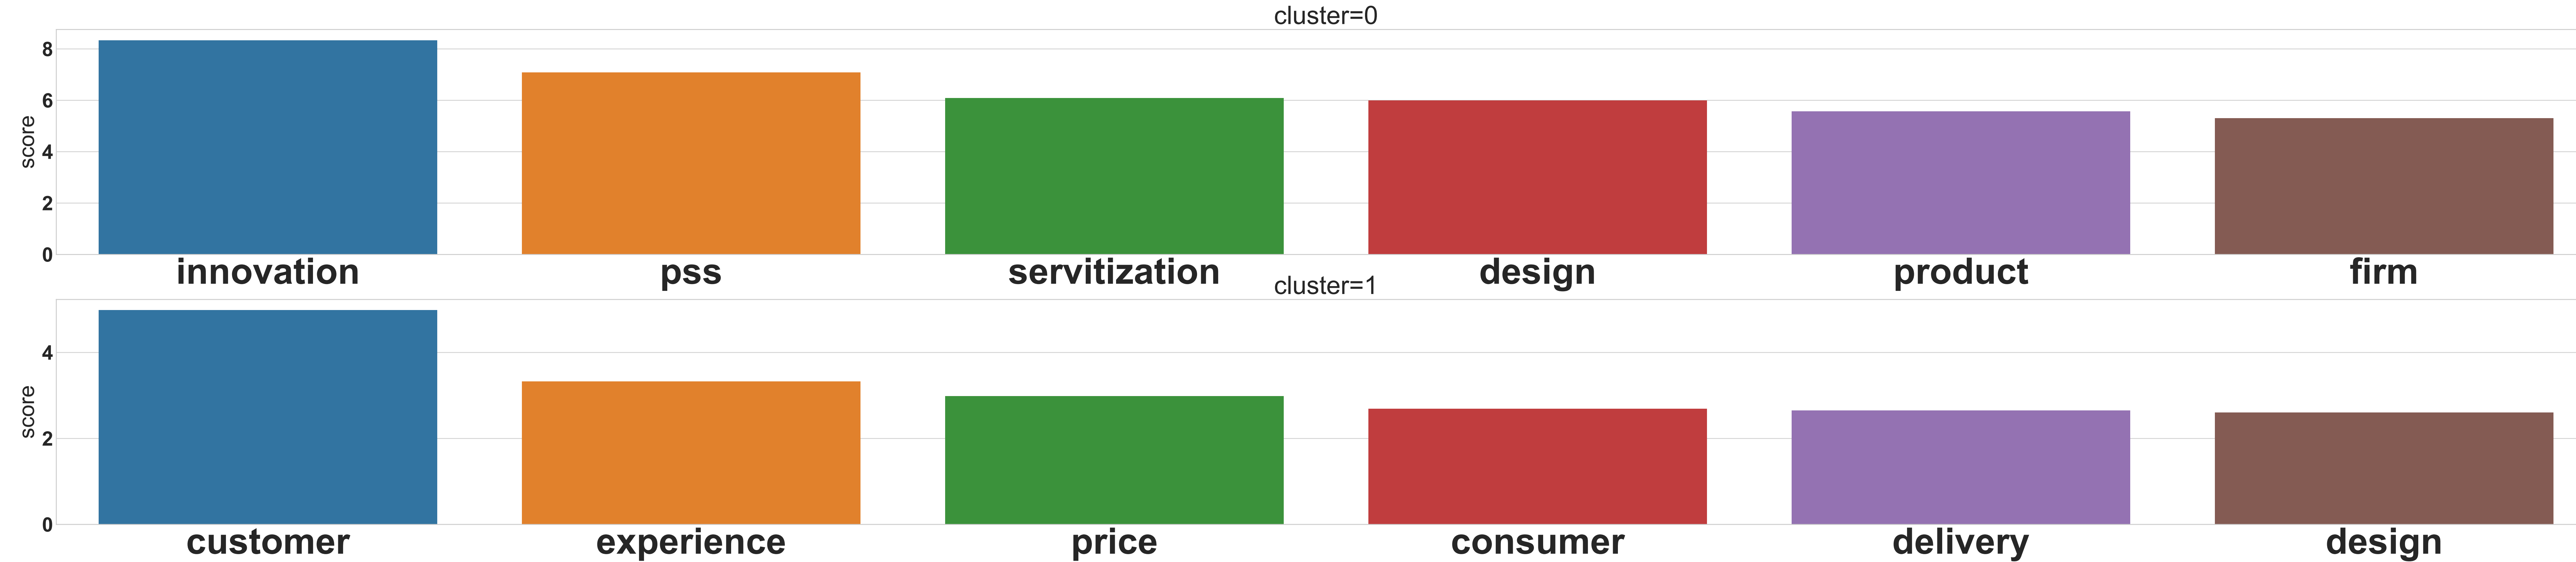 cluster=0
score
8
6
4
2
0
innovation pss servitization design product firm
cluster=1
score
4
2
0
customer experience price consumer delivery design